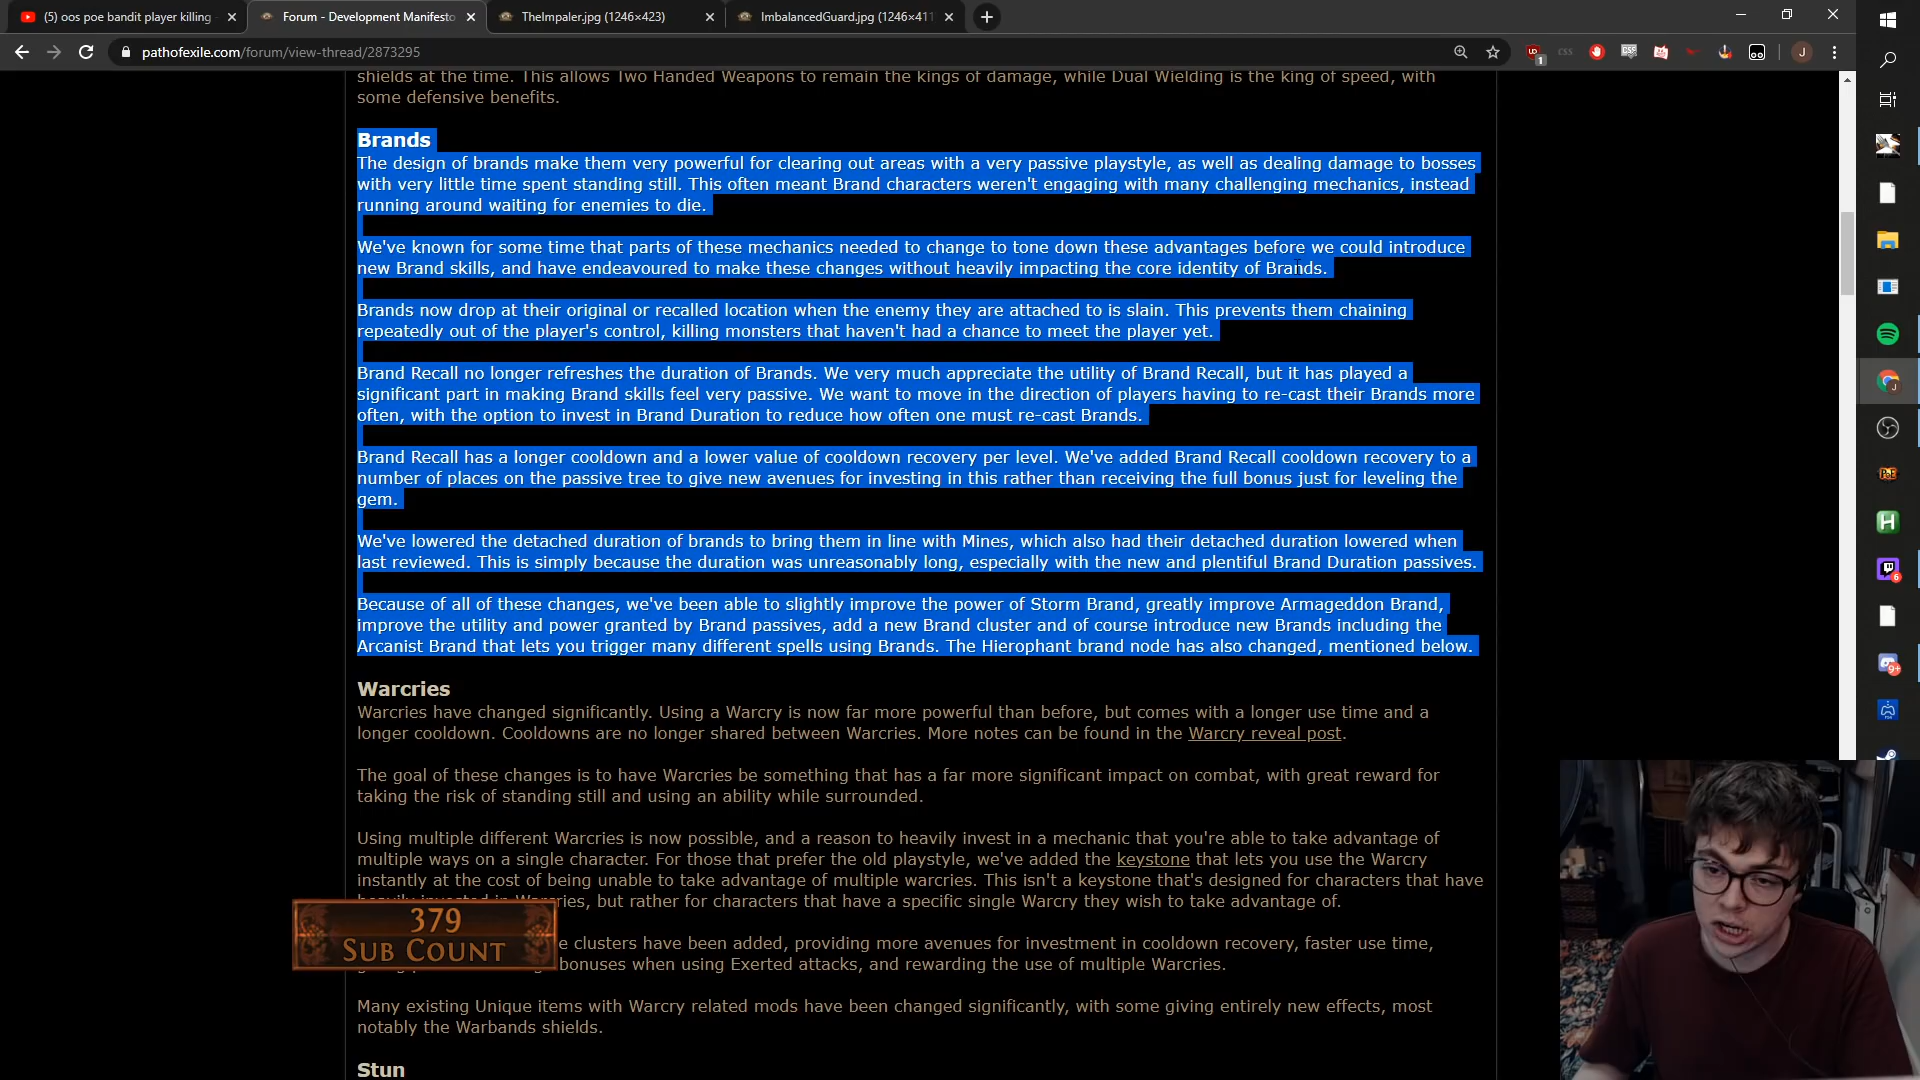 (5) oos poe bandit player killing
Forum - Development Manifesto
TheImpaler.jpg (1246×423)
ImbalancedGuard.jpg (1246×411
pathofexile.com/forum/view-thread/2873295
shields at the time. This allows Two Handed Weapons to remain the kings of damage, while Dual Wielding is the king of speed, with
some defensive benefits.
Brands
The design of brands make them very powerful for clearing out areas with a very passive playstyle, as well as dealing damage to bosses
with very little time spent standing still. This often meant Brand characters weren't engaging with many challenging mechanics, instead
running around waiting for enemies to die.
We've known for some time that parts of these mechanics needed to change to tone down these advantages before we could introduce
new Brand skills, and have endeavoured to make these changes without heavily impacting the core identity of Brands.
Brands now drop at their original or recalled location when the enemy they are attached to is slain. This prevents them chaining
repeatedly out of the player's control, killing monsters that haven't had a chance to meet the player yet.
Brand Recall no longer refreshes the duration of Brands. We very much appreciate the utility of Brand Recall, but it has played a
significant part in making Brand skills feel very passive. We want to move in the direction of players having to re-cast their Brands more
often, with the option to invest in Brand Duration to reduce how often one must re-cast Brands.
Brand Recall has a longer cooldown and a lower value of cooldown recovery per level. We've added Brand Recall cooldown recovery to a
number of places on the passive tree to give new avenues for investing in this rather than receiving the full bonus just for leveling the
gem.
We've lowered the detached duration of brands to bring them in line with Mines, which also had their detached duration lowered when
last reviewed. This is simply because the duration was unreasonably long, especially with the new and plentiful Brand Duration passives.
Because of all of these changes, we've been able to slightly improve the power of Storm Brand, greatly improve Armageddon Brand,
improve the utility and power granted by Brand passives, add a new Brand cluster and of course introduce new Brands including the
Arcanist Brand that lets you trigger many different spells using Brands. The Hierophant brand node has also changed, mentioned below.
Warcries
Warcries have changed significantly. Using a Warcry is now far more powerful than before, but comes with a longer use time and a
longer cooldown. Cooldowns are no longer shared between Warcries. More notes can be found in the Warcry reveal post.
The goal of these changes is to have Warcries be something that has a far more significant impact on combat, with great reward for
taking the risk of standing still and using an ability while surrounded.
Using multiple different Warcries is now possible, and a reason to heavily invest in a mechanic that you're able to take advantage of
multiple ways on a single character. For those that prefer the old playstyle, we've added the keystone that lets you use the Warcry
instantly at the cost of being unable to take advantage of multiple warcries. This isn't a keystone that's designed for characters that have
heavily invested in Warcries, but rather for characters that have a specific single Warcry they wish to take advantage of.
379
SUB COUNT
e clusters have been added, providing more avenues for investment in cooldown recovery, faster use time,
bonuses when using Exerted attacks, and rewarding the use of multiple Warcries.
Many existing Unique items with Warcry related mods have been changed significantly, with some giving entirely new effects, most
notably the Warbands shields.
Stun